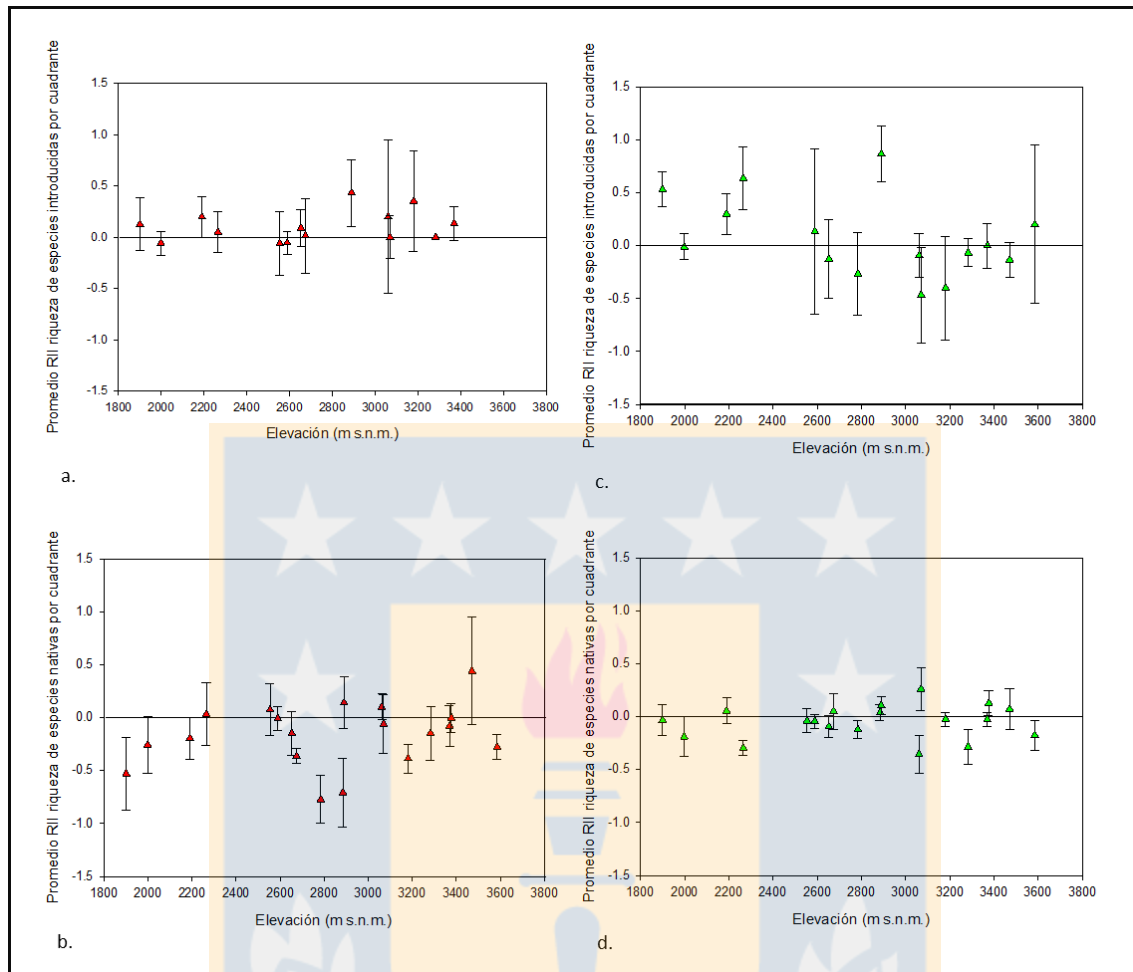 Promedio RII riqueza de especies introducidas por cuadrante
1.5
1.0
0.5
0.0
-0.5
-1.0
-1.5
1800 2000 2200 2400 2600 2800 3000 3200 3400 3600 3800
Elevación (m s.n.m.)
a.
Promedio RII riqueza de especies introducidas por cuadrante
1.5
1.0
0.5
0.0
-0.5
-1.0
-1.5
1800 2000 2200 2400 2600 2800 3000 3200 3400 3600 3800
Elevación (m s.n.m.)
c.
Promedio RII riqueza de especies nativas por cuadrante
1.5
1.0
0.5
0.0
-0.5
-1.0
-1.5
1800 2000 2200 2400 2600 2800 3000 3200 3400 3600 3800
Elevación (m s.n.m.)
b.
Promedio RII riqueza de especies nativas por cuadrante
1.5
1.0
0.5
0.0
-0.5
-1.0
-1.5
1800 2000 2200 2400 2600 2800 3000 3200 3400 3600 3800
Elevación (m s.n.m.)
d.